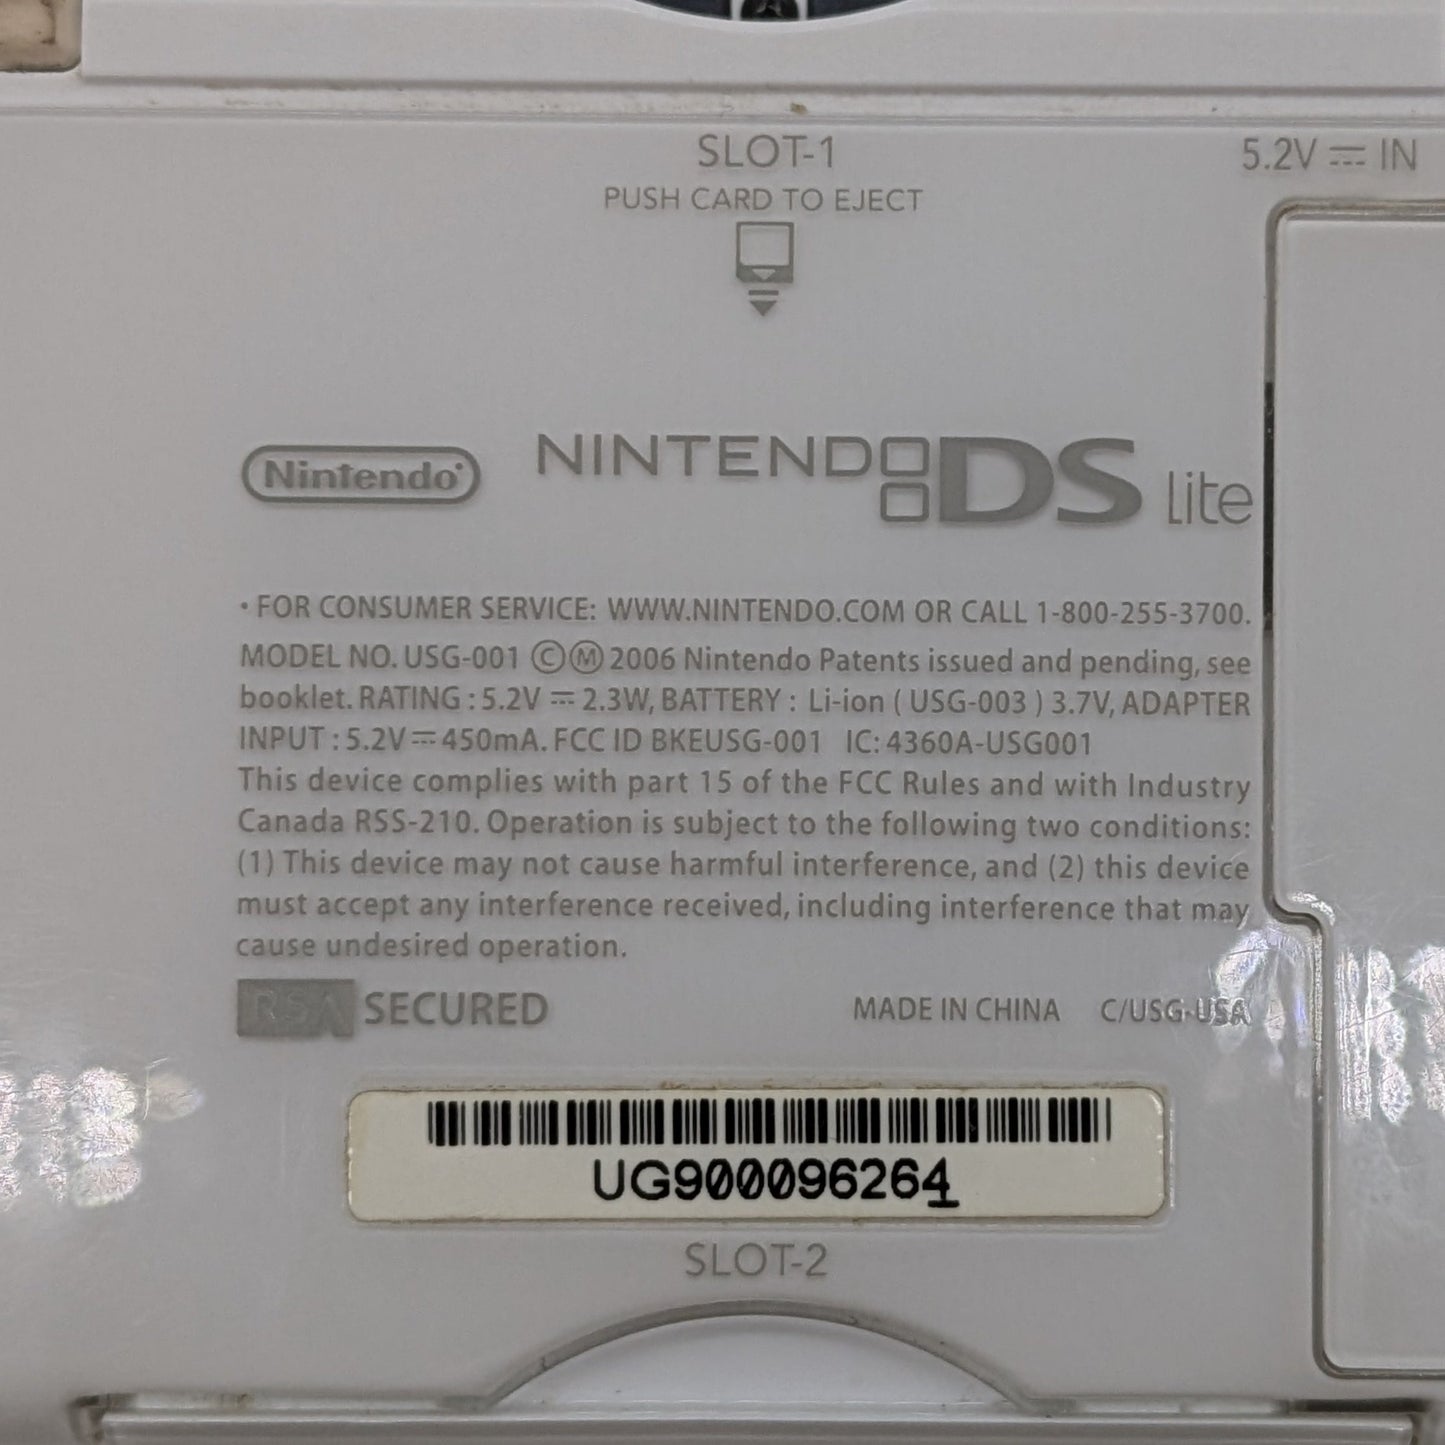 SLOT-1
5.2V ⎓ IN
PUSH CARD TO EJECT
Nintendo®
NINTENDO DS Lite
• FOR CONSUMER SERVICE: WWW.NINTENDO.COM OR CALL 1-800-255-3700.
MODEL NO. USG-001 ©Ⓜ 2006 Nintendo Patents issued and pending, see
booklet. RATING : 5.2V ⎓ 2.3W, BATTERY : Li-ion ( USG-003 ) 3.7V, ADAPTER
INPUT : 5.2V ⎓ 450mA. FCC ID BKEUSG-001 IC: 4360A-USG001
This device complies with part 15 of the FCC Rules and with Industry
Canada RSS-210. Operation is subject to the following two conditions:
(1) This device may not cause harmful interference, and (2) this device
must accept any interference received, including interference that may
cause undesired operation.
RSA SECURED
MADE IN CHINA C/USG-USA
UG900096264
SLOT-2